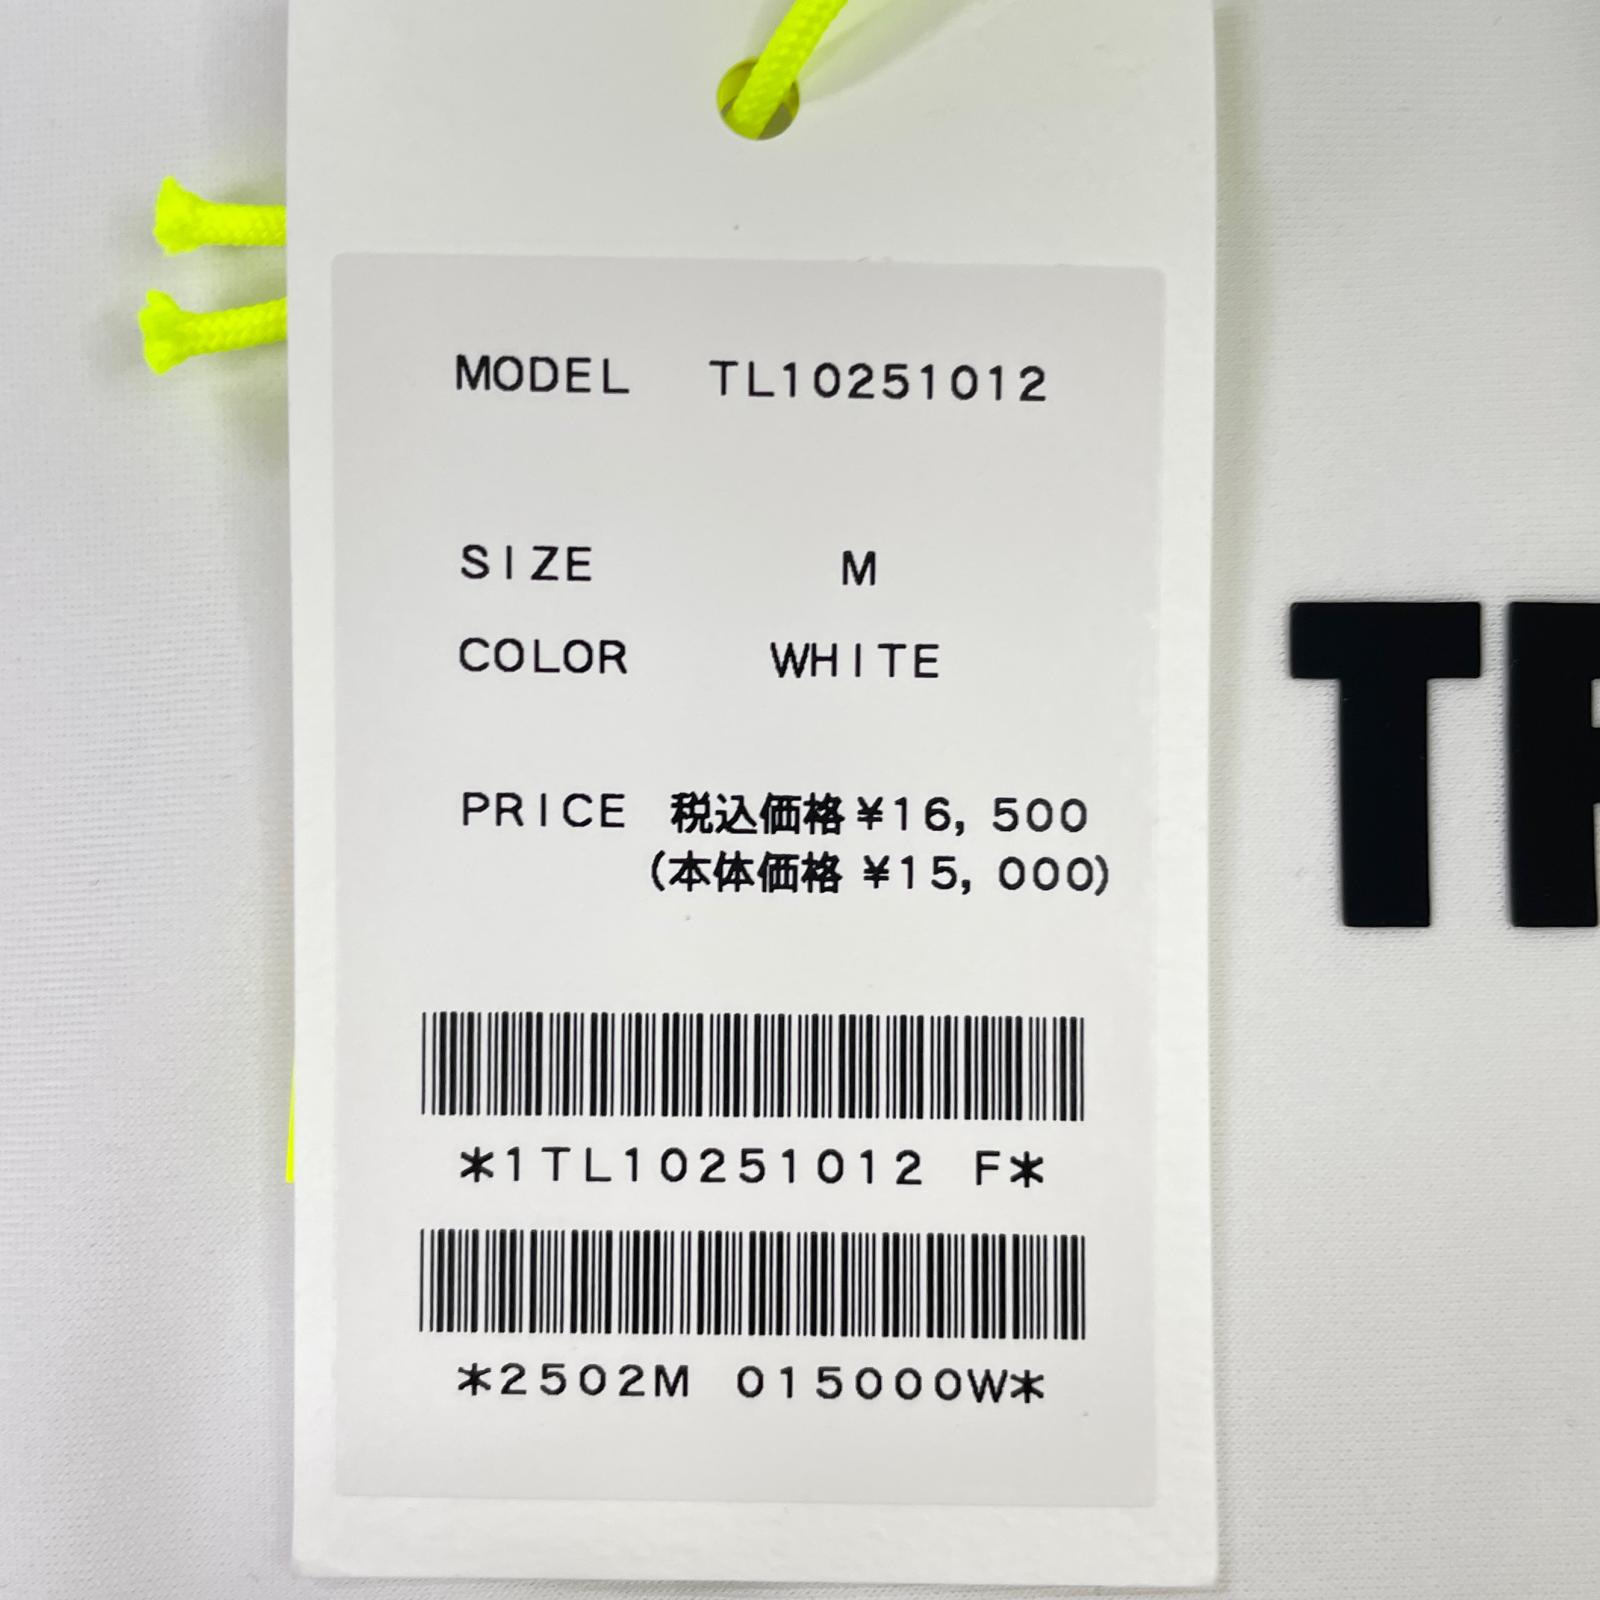 MODEL TL10251012
SIZE M
COLOR WHITE
PRICE 税込価格 ¥16,500
(本体価格 ¥15,000)
*1TL10251012 F*
*2502M 015000W*